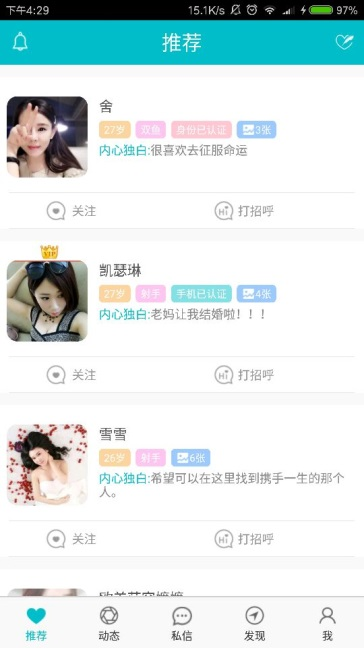 下午4:29 15.1K/s 97%
推荐
舍
27岁 双鱼 身份已认证 3张
内心独白:很喜欢去征服命运
关注 Hi 打招呼
VIP
凯瑟琳
27岁 射手 手机已认证 4张
内心独白:老妈让我结婚啦！！！
关注 Hi 打招呼
雪雪
26岁 射手 6张
内心独白:希望可以在这里找到携手一生的那个
人。
关注 Hi 打招呼
推荐 动态 私信 发现 我